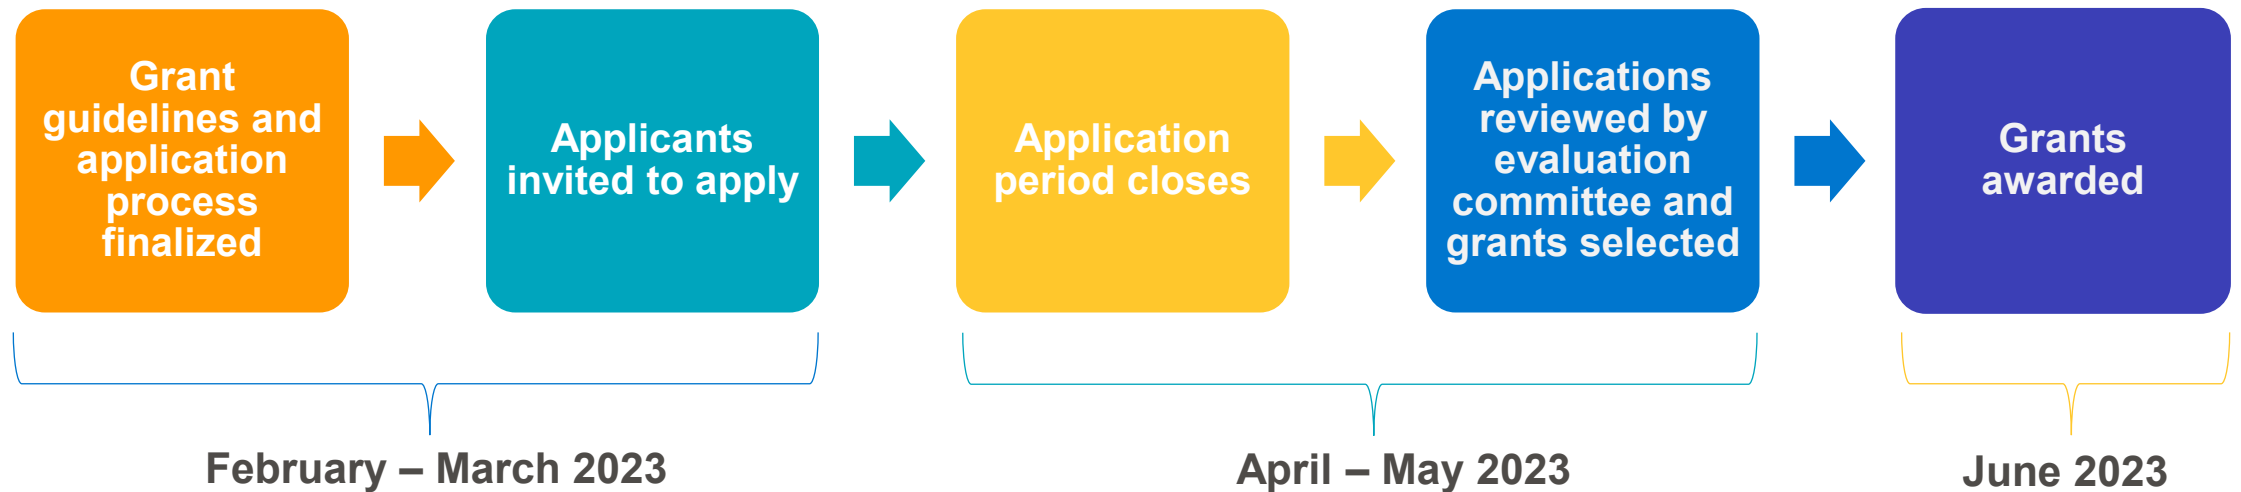 Grant
guidelines and
application
process
finalized
Applicants
invited to apply
Application
period closes
Applications
reviewed by
evaluation
committee and
grants selected
Grants
awarded
February – March 2023
April – May 2023
June 2023